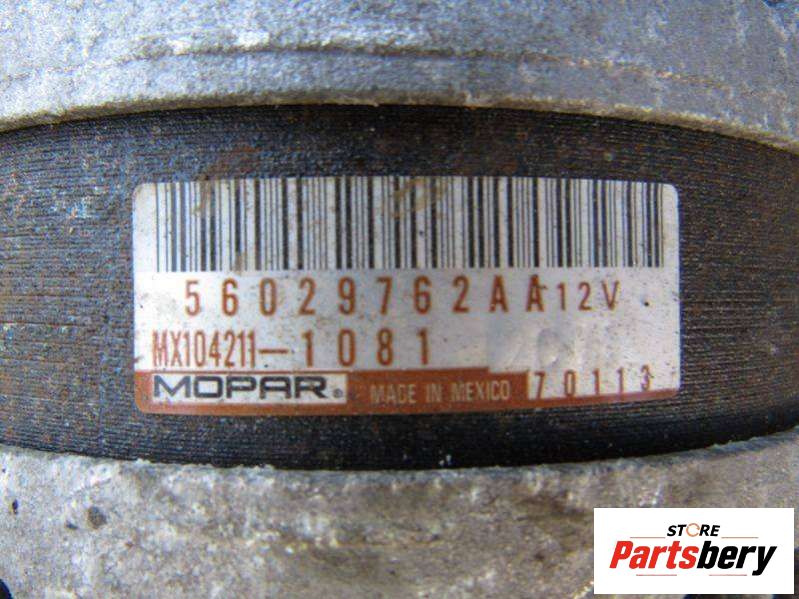 56029762AA 12V
MX104211-1081
MOPAR® MADE IN MEXICO 70113
STORE
Partsbery